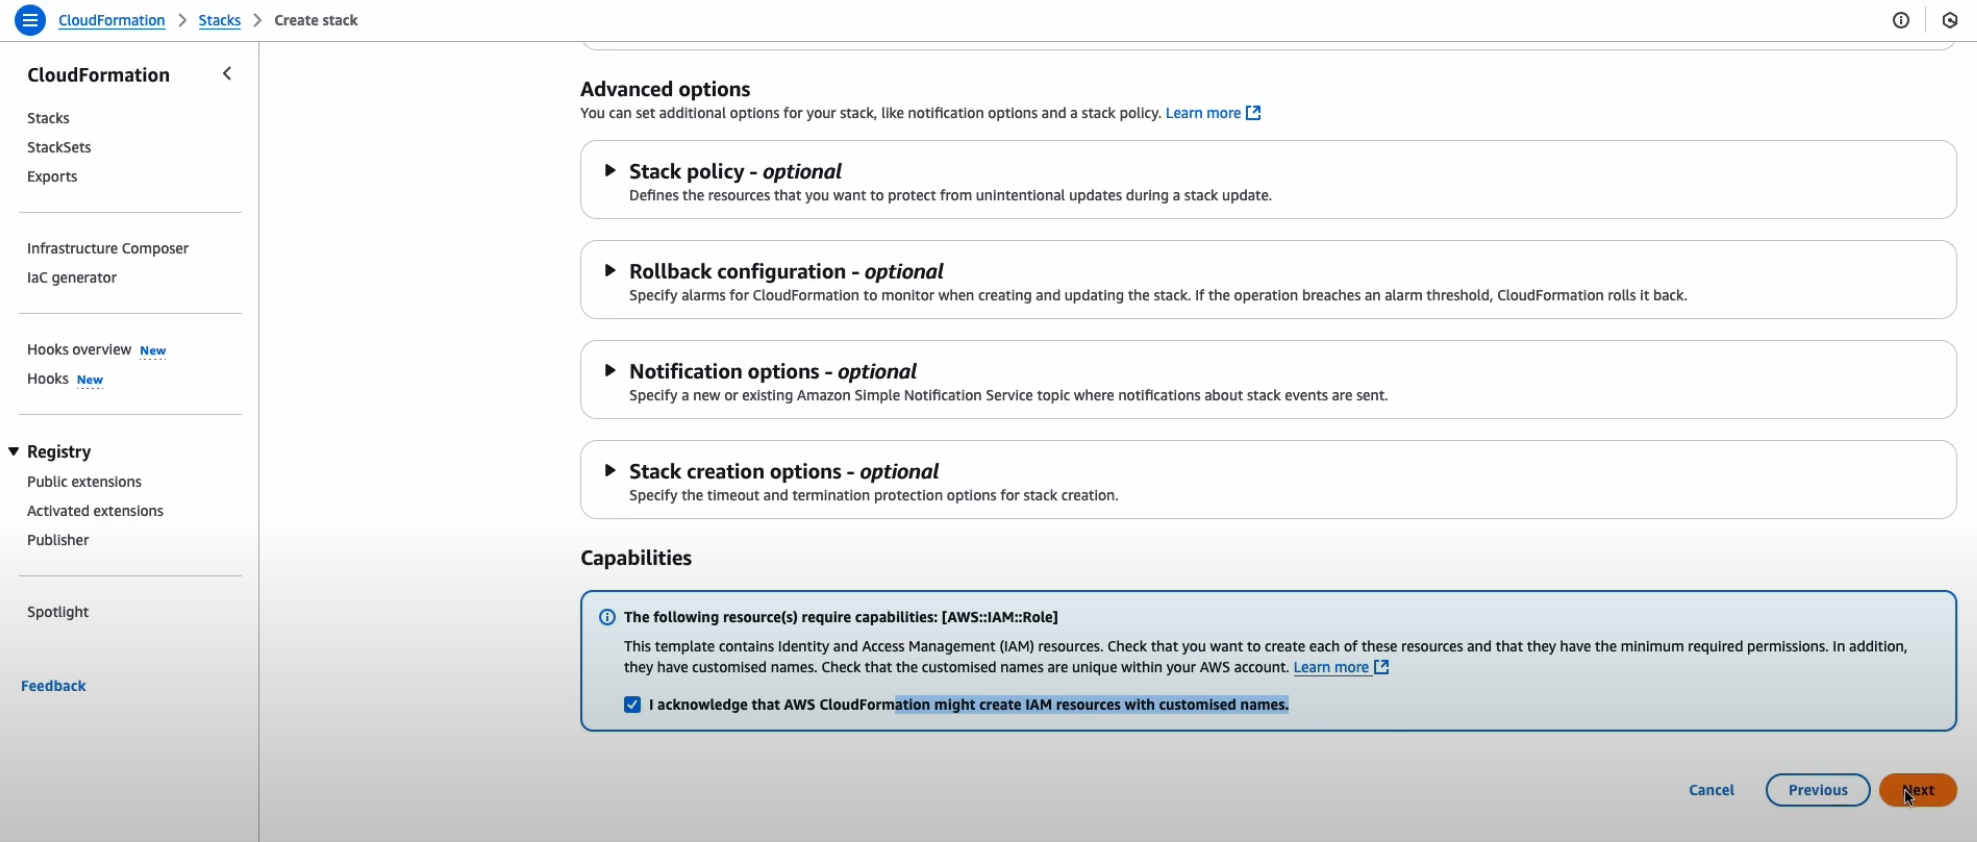 CloudFormation > Stacks > Create stack
CloudFormation
Stacks
StackSets
Exports
Infrastructure Composer
IaC generator
Hooks overview New
Hooks New
Registry
Public extensions
Activated extensions
Publisher
Spotlight
Feedback
Advanced options
You can set additional options for your stack, like notification options and a stack policy. Learn more
Stack policy - optional
Defines the resources that you want to protect from unintentional updates during a stack update.
Rollback configuration - optional
Specify alarms for CloudFormation to monitor when creating and updating the stack. If the operation breaches an alarm threshold, CloudFormation rolls it back.
Notification options - optional
Specify a new or existing Amazon Simple Notification Service topic where notifications about stack events are sent.
Stack creation options - optional
Specify the timeout and termination protection options for stack creation.
Capabilities
The following resource(s) require capabilities: [AWS::IAM::Role]
This template contains Identity and Access Management (IAM) resources. Check that you want to create each of these resources and that they have the minimum required permissions. In addition,
they have customised names. Check that the customised names are unique within your AWS account. Learn more
I acknowledge that AWS CloudFormation might create IAM resources with customised names.
Cancel Previous Next